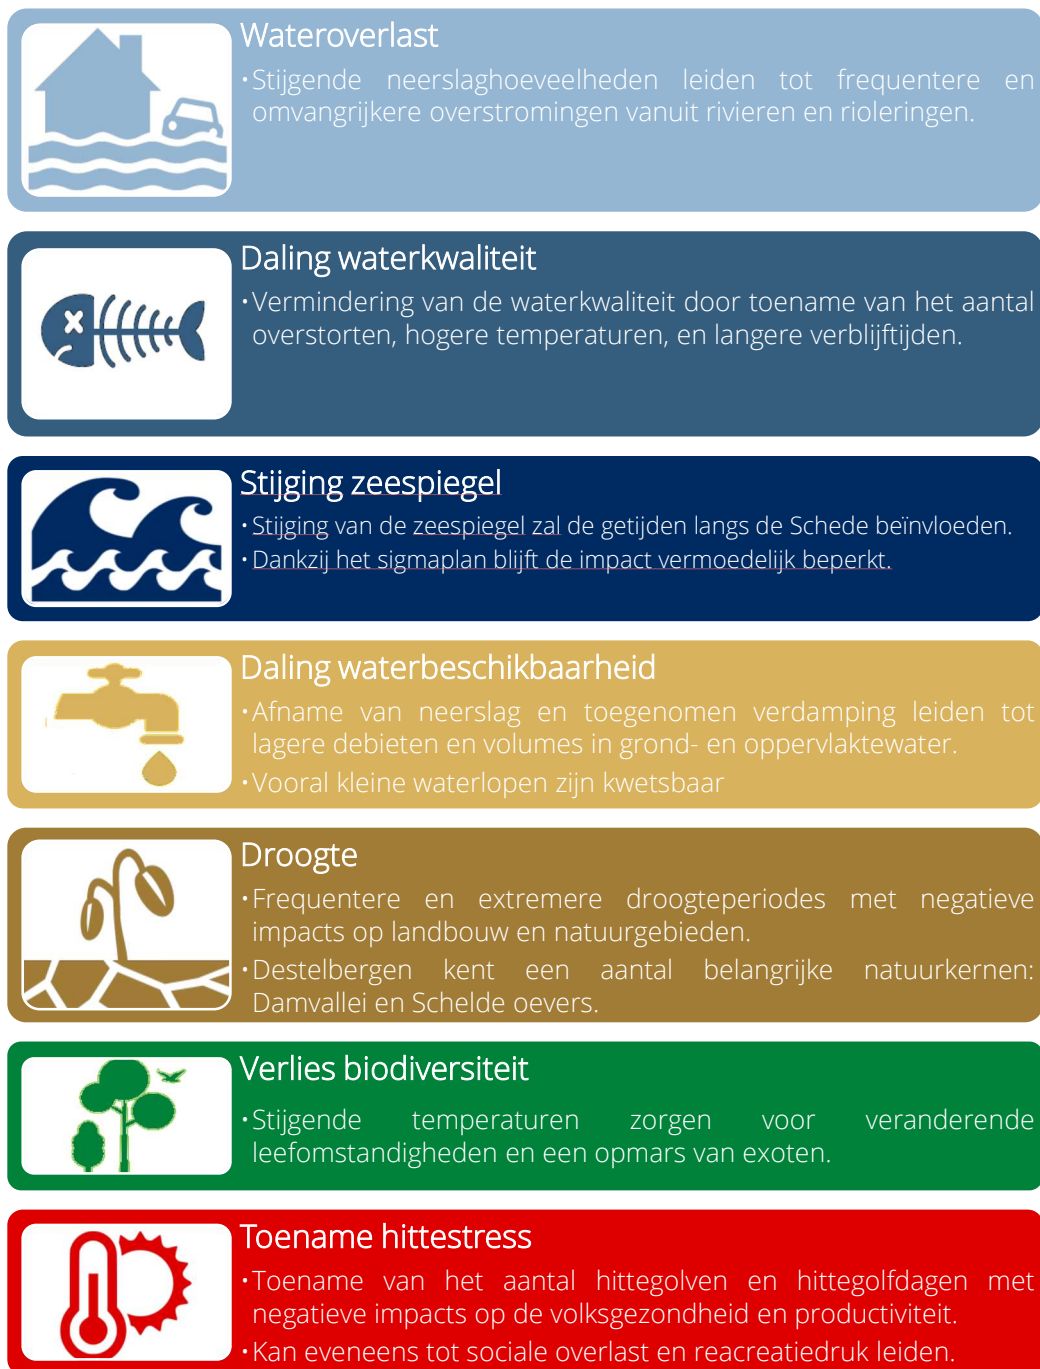 Wateroverlast
•Stijgende neerslaghoeveelheden leiden tot frequentere en
omvangrijkere overstromingen vanuit rivieren en rioleringen.
Daling waterkwaliteit
•Vermindering van de waterkwaliteit door toename van het aantal
overstorten, hogere temperaturen, en langere verblijftijden.
Stijging zeespiegel
•Stijging van de zeespiegel zal de getijden langs de Schede beïnvloeden.
•Dankzij het sigmaplan blijft de impact vermoedelijk beperkt.
Daling waterbeschikbaarheid
•Afname van neerslag en toegenomen verdamping leiden tot
lagere debieten en volumes in grond- en oppervlaktewater.
•Vooral kleine waterlopen zijn kwetsbaar
Droogte
•Frequentere en extremere droogteperiodes met negatieve
impacts op landbouw en natuurgebieden.
•Destelbergen kent een aantal belangrijke natuurkernen:
Damvallei en Schelde oevers.
Verlies biodiversiteit
•Stijgende temperaturen zorgen voor veranderende
leefomstandigheden en een opmars van exoten.
Toename hittestress
•Toename van het aantal hittegolven en hittegolfdagen met
negatieve impacts op de volksgezondheid en productiviteit.
•Kan eveneens tot sociale overlast en reacreatiedruk leiden.